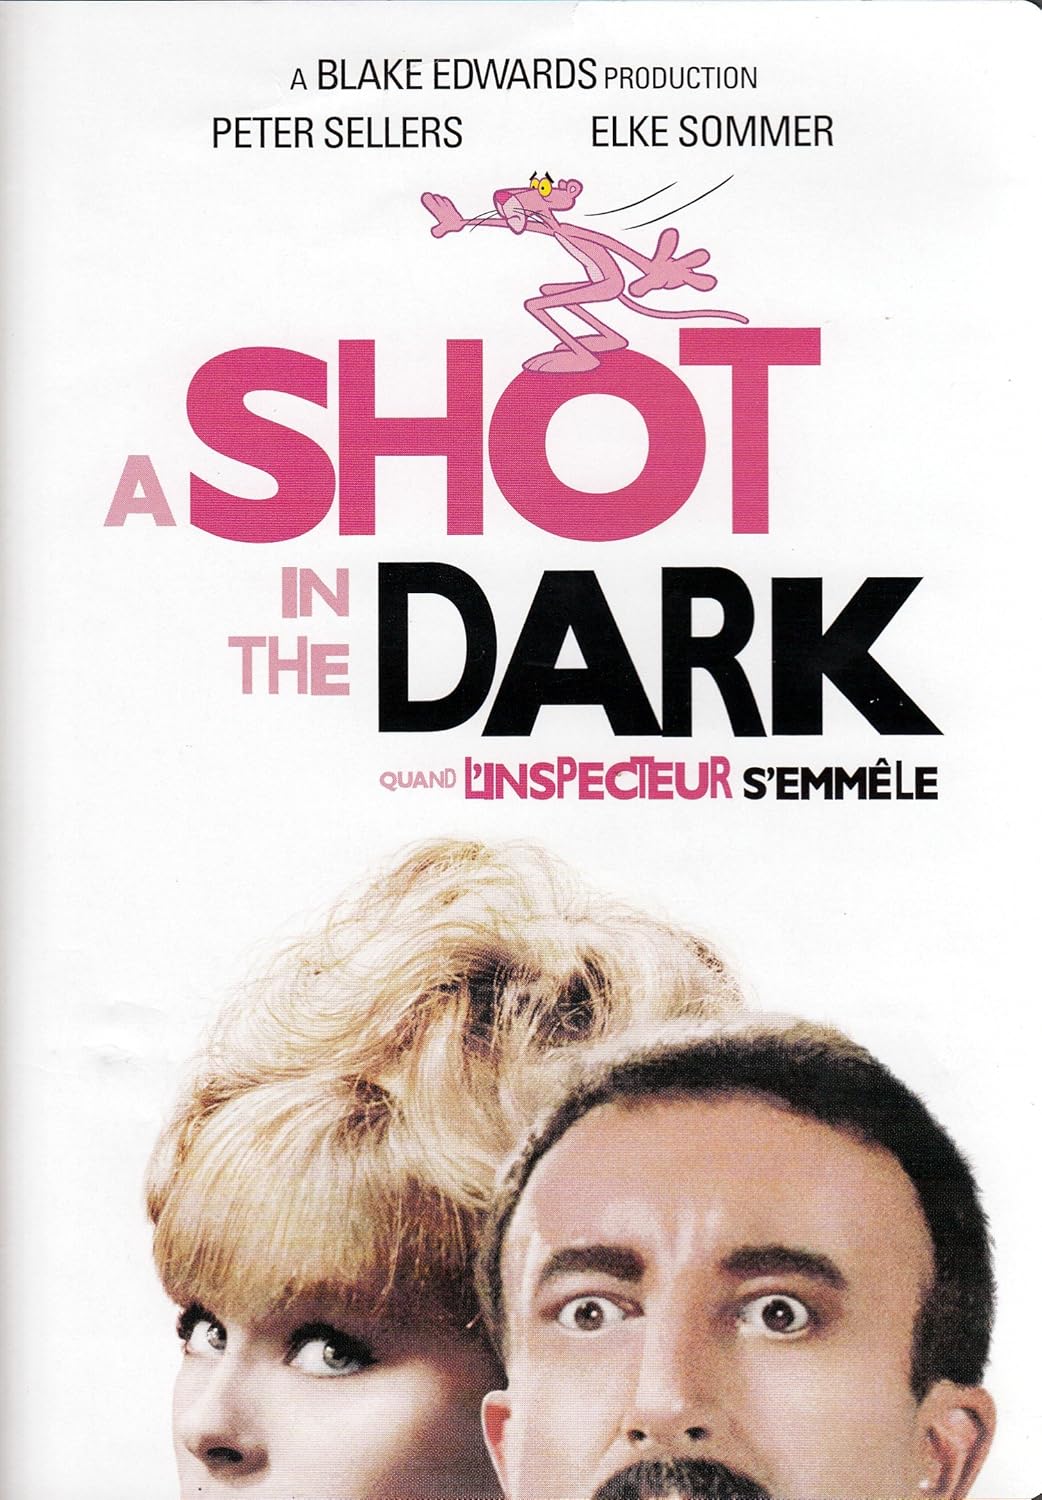 A BLAKE EDWARDS PRODUCTION
PETER SELLERS ELKE SOMMER
A SHOT
IN
THE DARK
QUAND L'INSPECTEUR S'EMMÊLE